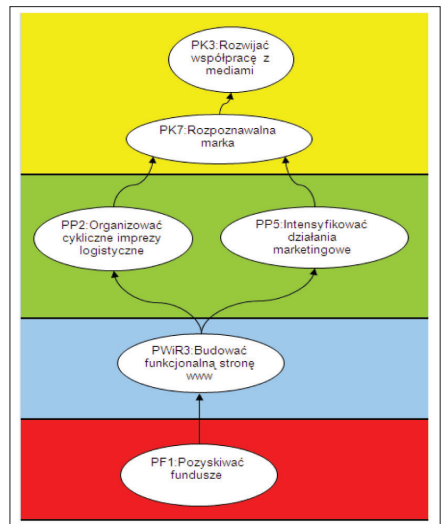 PK3:Rozwijać
współpracę z
mediami
PK7:Rozpoznawalna
marka
PP2:Organizować
cykliczne imprezy
logistyczne
PP5:Intensyfikować
działania
marketingowe
PWiR3:Budować
funkcjonalną stronę
www
PF1:Pozyskiwać
fundusze